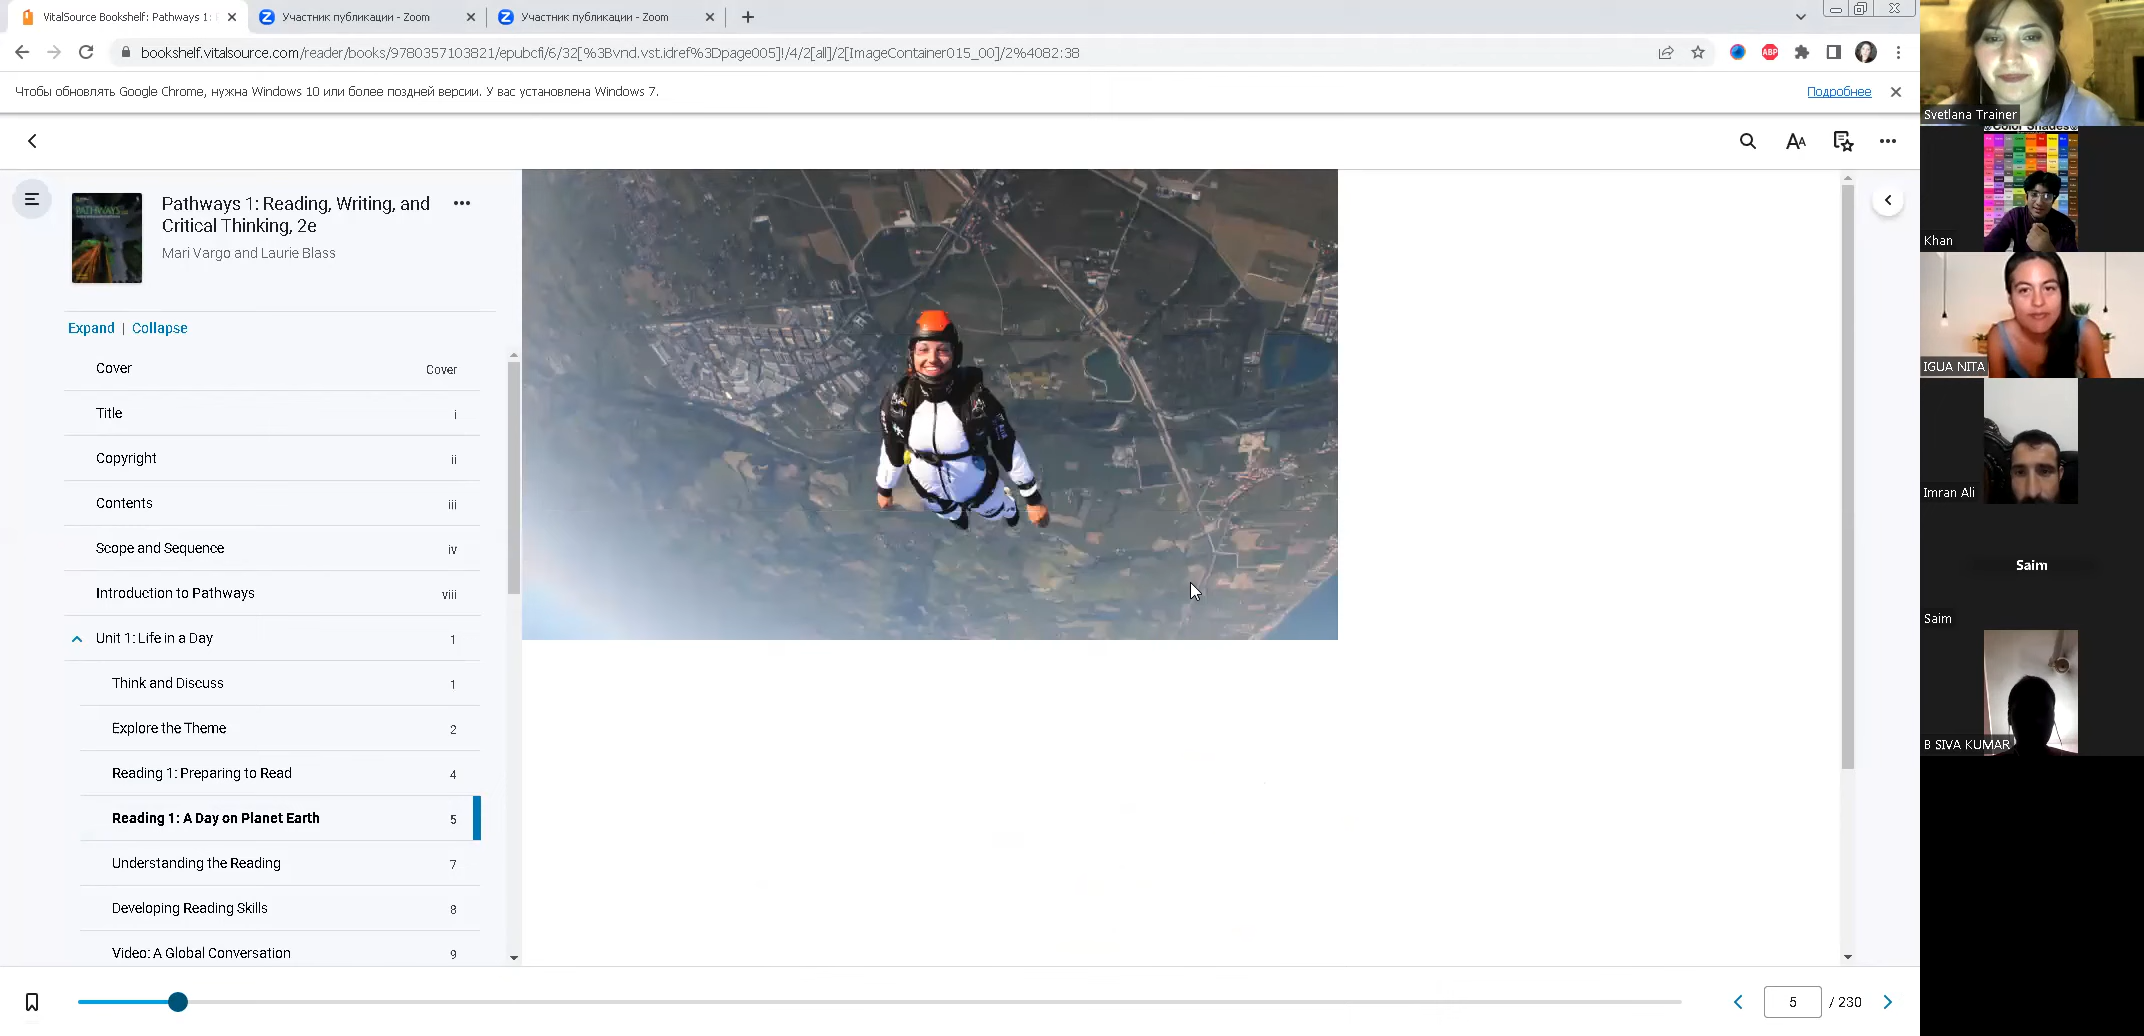 VitalSource Bookshelf: Pathways 1:
Участник публикации - Zoom
Участник публикации - Zoom
bookshelf.vitalsource.com/reader/books/9780357103821/epubcfi/6/32[%3Bvnd.vst.idref%3Dpage005]!/4/2[all]/2[ImageContainer015_00]/2%4082:38
ABP
Чтобы обновлять Google Chrome, нужна Windows 10 или более поздней версии. У вас установлена Windows 7.
Подробнее
PATHWAYS
Pathways 1: Reading, Writing, and
Critical Thinking, 2e
Mari Vargo and Laurie Blass
Expand | Collapse
Cover Cover
Title i
Copyright ii
Contents iii
Scope and Sequence iv
Introduction to Pathways viii
Unit 1: Life in a Day 1
Think and Discuss 1
Explore the Theme 2
Reading 1: Preparing to Read 4
Reading 1: A Day on Planet Earth 5
Understanding the Reading 7
Developing Reading Skills 8
Video: A Global Conversation 9
5 / 230
Svetlana Trainer
Color Shades
Khan
IGUA NITA
Imran Ali
Saim
Saim
B SIVA KUMAR